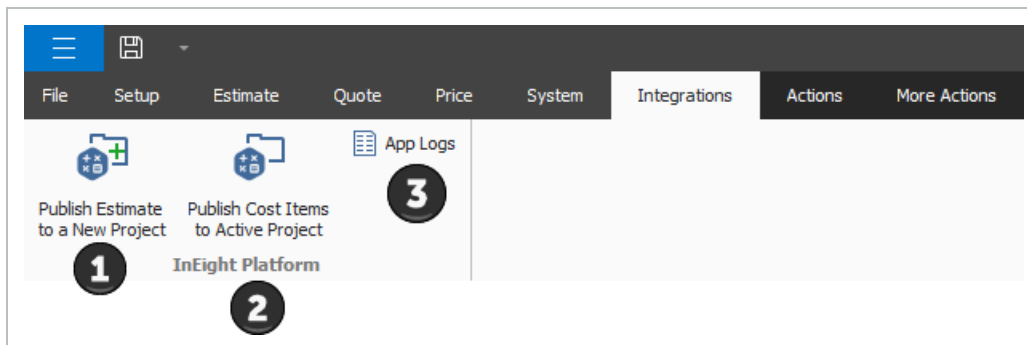 File Setup Estimate Quote Price System Integrations Actions More Actions
App Logs
3
Publish Estimate
to a New Project
Publish Cost Items
to Active Project
1
InEight Platform
2